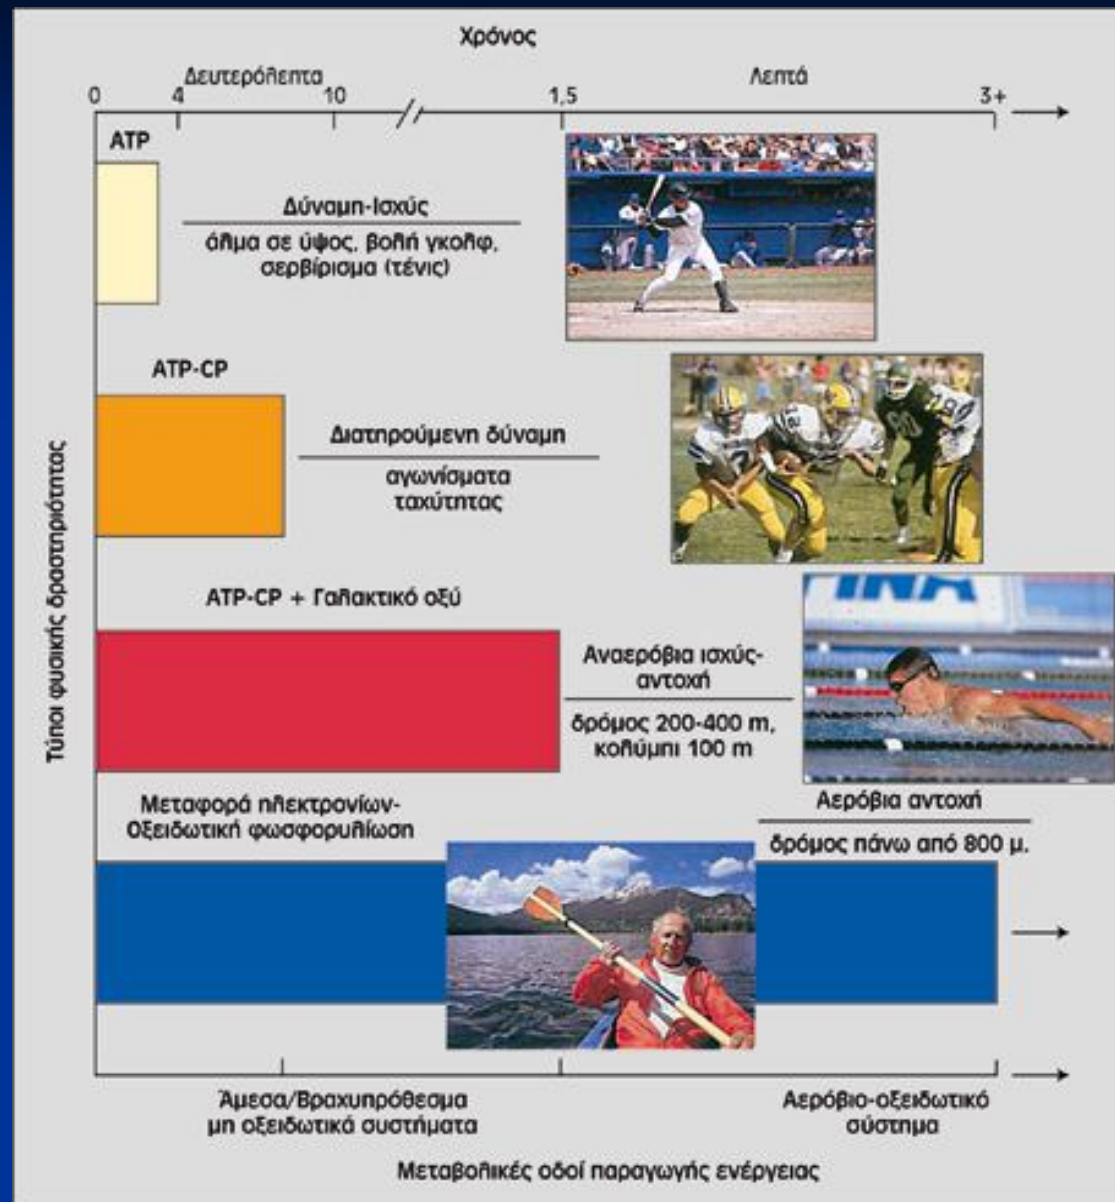 Χρόνος
Δευτερόλεπτα
Λεπτά
0
4
10
1,5
3+
ATP
Δύναμη-Ισχύς
άλμα σε ύψος, βολή γκολφ,
σερβίρισμα (τένις)
ATP-CP
Διατηρούμενη δύναμη
αγωνίσματα
ταχύτητας
ATP-CP + Γαλακτικό οξύ
Αναερόβια ισχύς-
αντοχή
δρόμος 200-400 m,
κολύμπι 100 m
Μεταφορά ηλεκτρονίων-
Οξειδωτική φωσφορυλίωση
Αερόβια αντοχή
δρόμος πάνω από 800 μ.
Τύποι φυσικής δραστηριότητας
Άμεσα/Βραχυπρόθεσμα
μη οξειδωτικά συστήματα
Αερόβιο-οξειδωτικό
σύστημα
Μεταβολικές οδοί παραγωγής ενέργειας